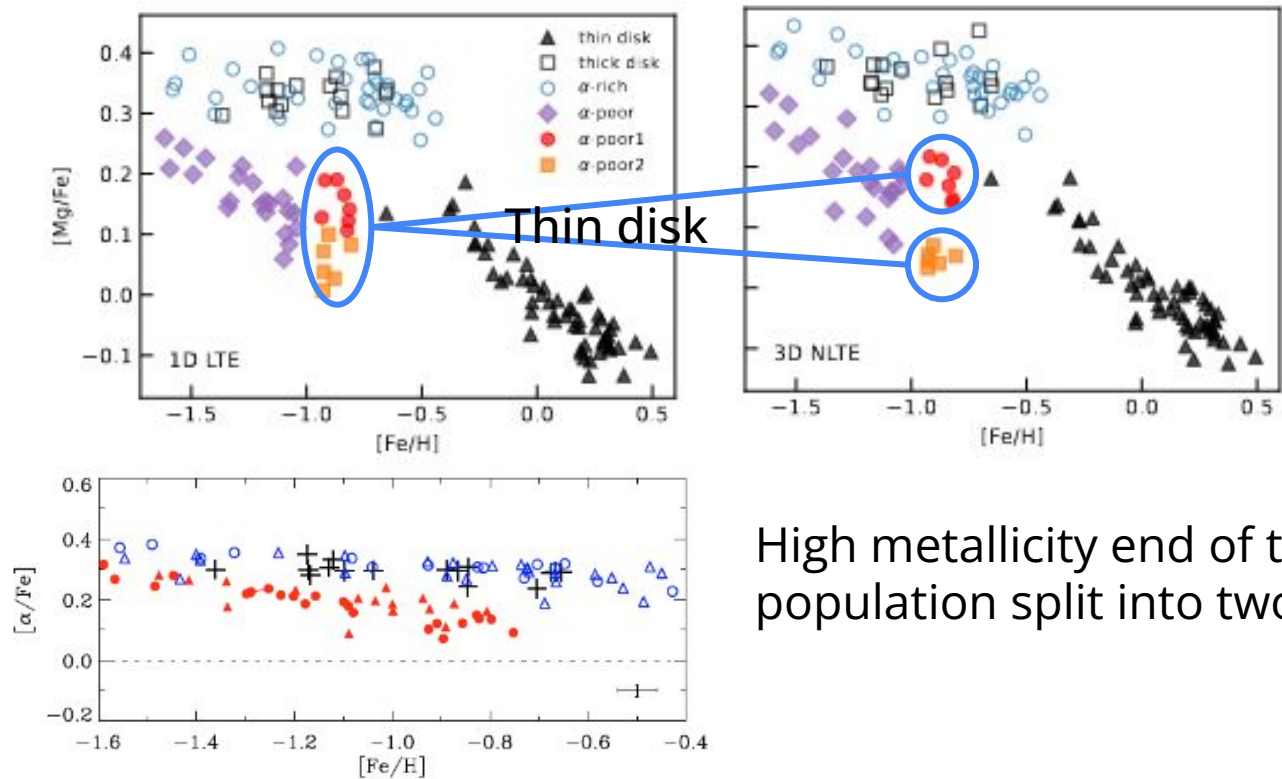 0.4
0.3
0.2
0.1
0.0
−0.1
[Mg/Fe]
thin disk
thick disk
α-rich
α-poor
α-poor1
α-poor2
1D LTE
−1.5 −1.0 −0.5 0.0 0.5
[Fe/H]
Thin disk
3D NLTE
−1.5 −1.0 −0.5 0.0 0.5
[Fe/H]
0.6
0.4
0.2
0.0
−0.2
[α/Fe]
−1.6 −1.4 −1.2 −1.0 −0.8 −0.6 −0.4
[Fe/H]
High metallicity end of t
population split into two